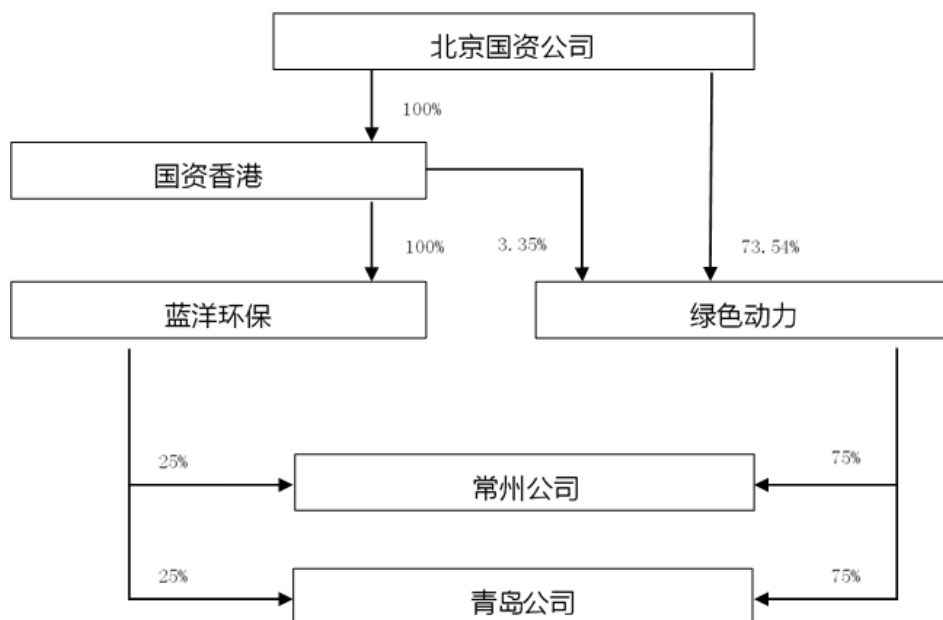 北京国资公司
100%
国资香港
100%
3.35%
73.54%
蓝洋环保
绿色动力
25%
75%
常州公司
25%
75%
青岛公司